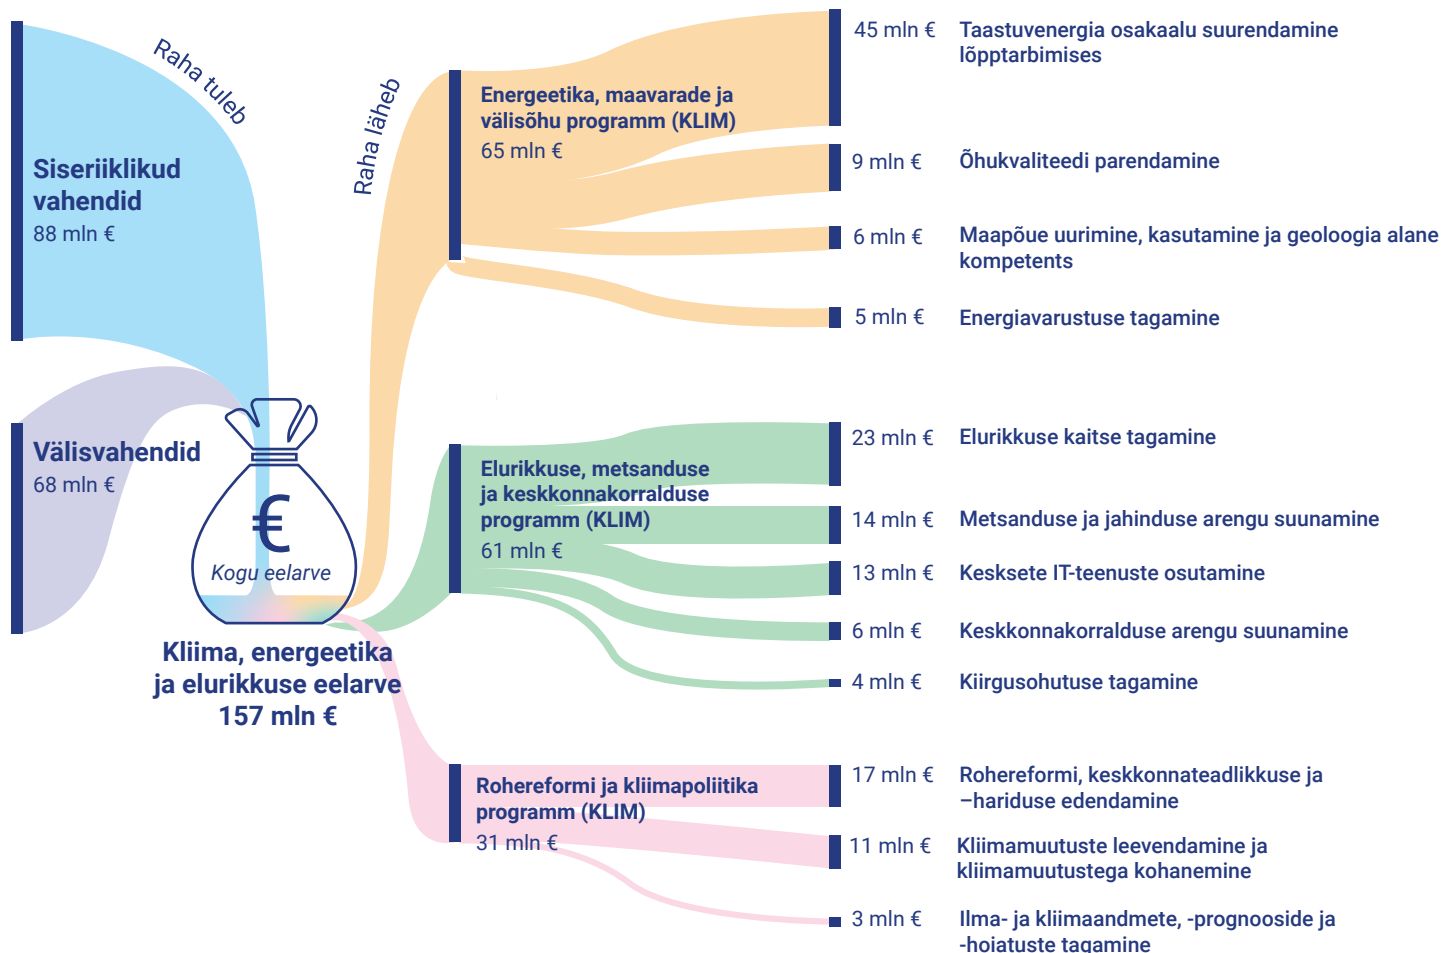 Raha tuleb
Siseriiklikud
vahendid
88 mln €
Välisvahendid
68 mln €
€
Kogu eelarve
Kliima, energeetika
ja elurikkuse eelarve
157 mln €
Raha läheb
Energeetika, maavarade ja
välisõhu programm (KLIM)
65 mln €
45 mln €
Taastuvenergia osakaalu suurendamine
lõpptarbimises
9 mln €
Õhukvaliteedi parendamine
6 mln €
Maapõue uurimine, kasutamine ja geoloogia alane
kompetents
5 mln €
Energiavarustuse tagamine
Elurikkuse, metsanduse
ja keskkonnakorralduse
programm (KLIM)
61 mln €
23 mln €
Elurikkuse kaitse tagamine
14 mln €
Metsanduse ja jahinduse arengu suunamine
13 mln €
Kesksete IT-teenuste osutamine
6 mln €
Keskkonnakorralduse arengu suunamine
4 mln €
Kiirgusohutuse tagamine
Rohereformi ja kliimapoliitika
programm (KLIM)
31 mln €
17 mln €
Rohereformi, keskkonnateadlikkuse ja
–hariduse edendamine
11 mln €
Kliimamuutuste leevendamine ja
kliimamuutustega kohanemine
3 mln €
Ilma- ja kliimaandmete, -prognooside ja
-hoiatuste tagamine